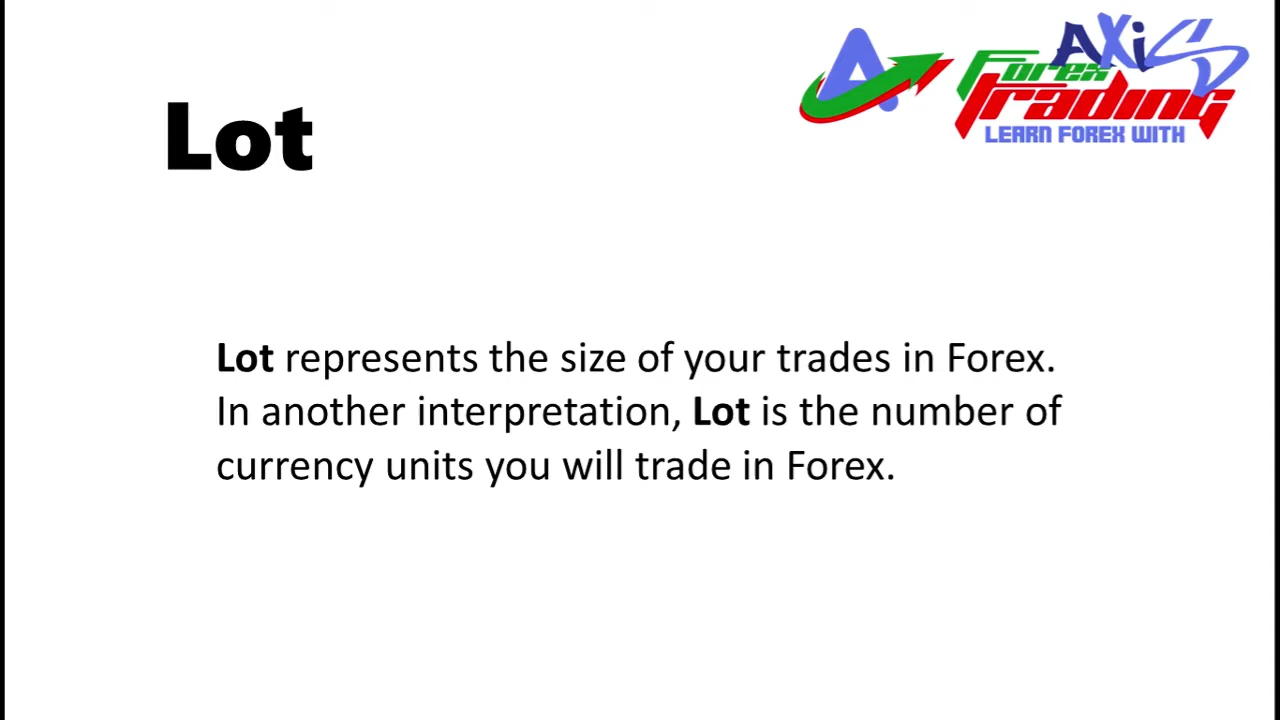 AXiS
Forex
Trading
LEARN FOREX WITH
Lot
Lot represents the size of your trades in Forex.
In another interpretation, Lot is the number of
currency units you will trade in Forex.